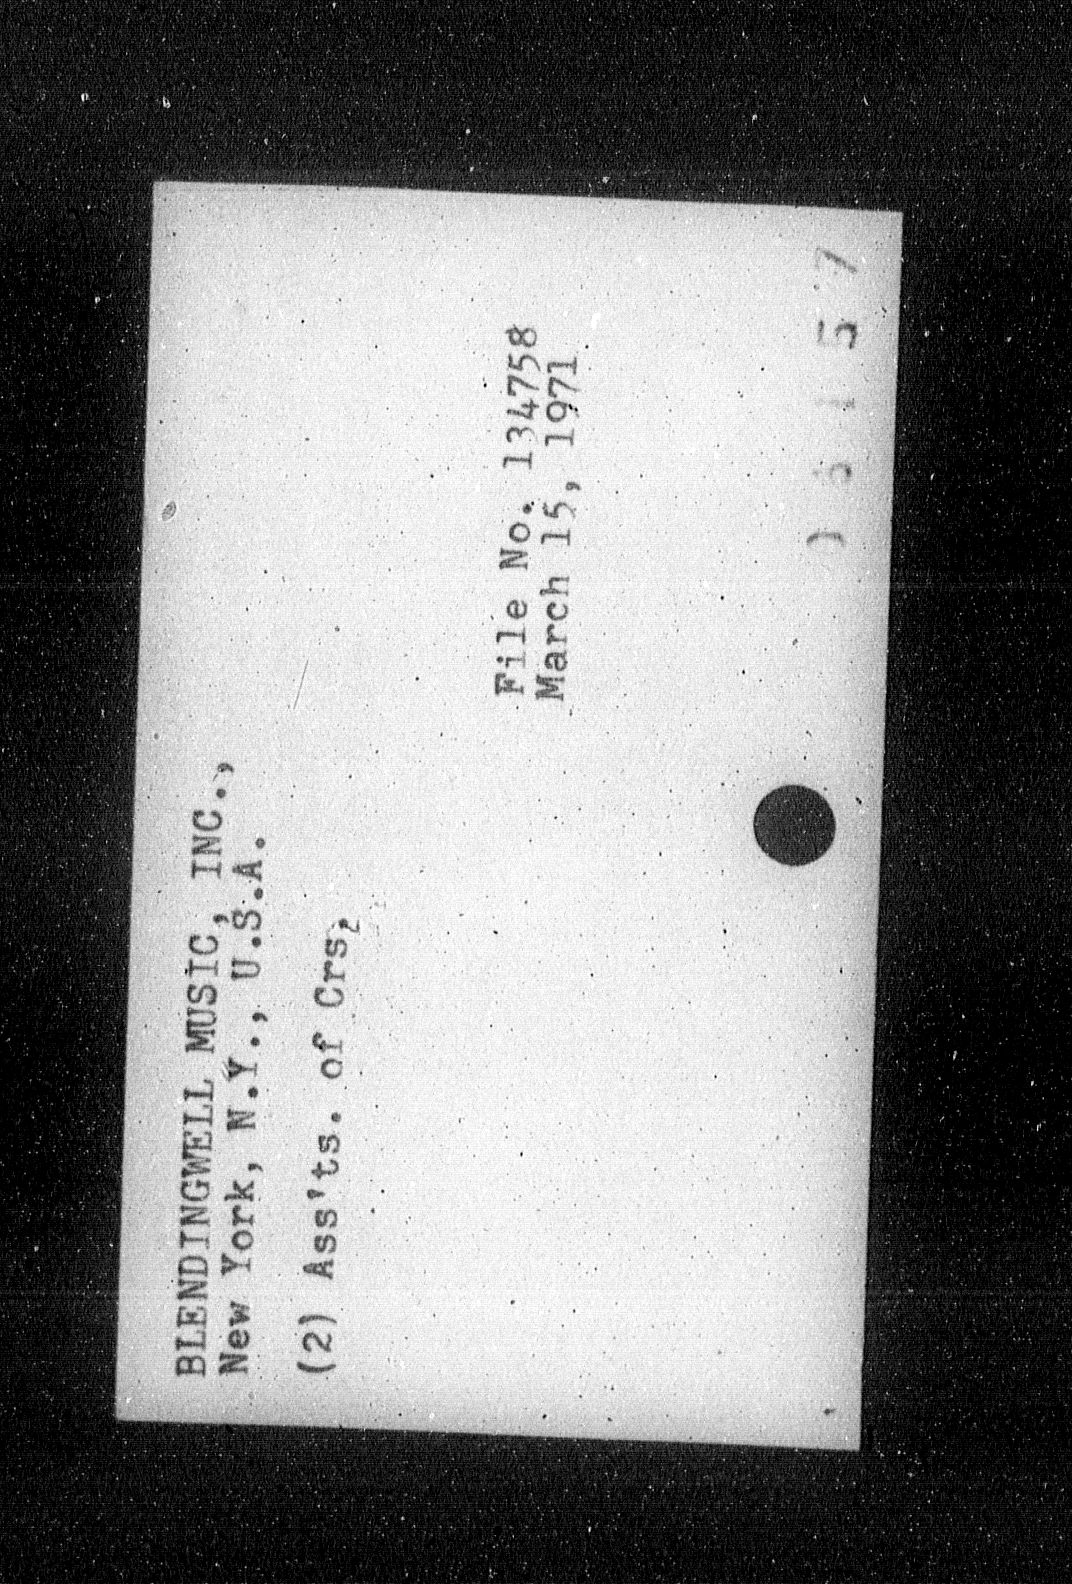 BLENDINGWELL MUSIC, INC.,
New York, N.Y., U.S.A.
(2) Ass'ts. of Crs,
File No. 134758
March 15, 1971